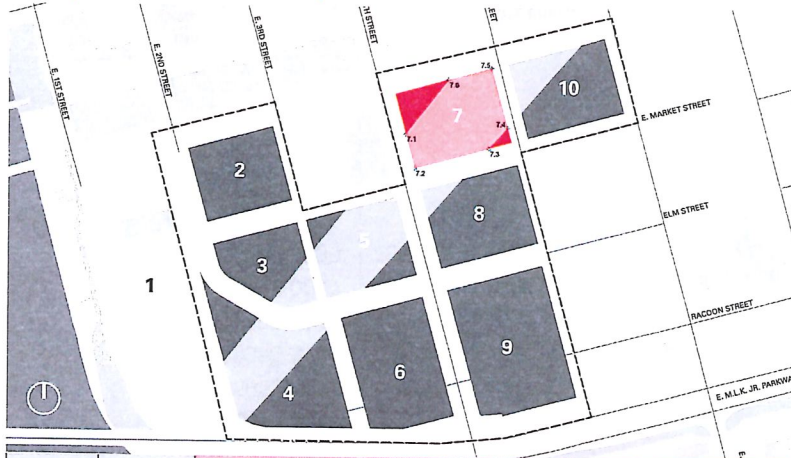 E. 1ST STREET
E. 2ND STREET
E. 3RD STREET
TH STREET
EET
7.5
7.6
7
10
7.1
7.4
7.3
7.2
E. MARKET STREET
2
ELM STREET
8
5
3
1
RACOON STREET
9
6
4
E. M.L.K. JR. PARKWA
E.